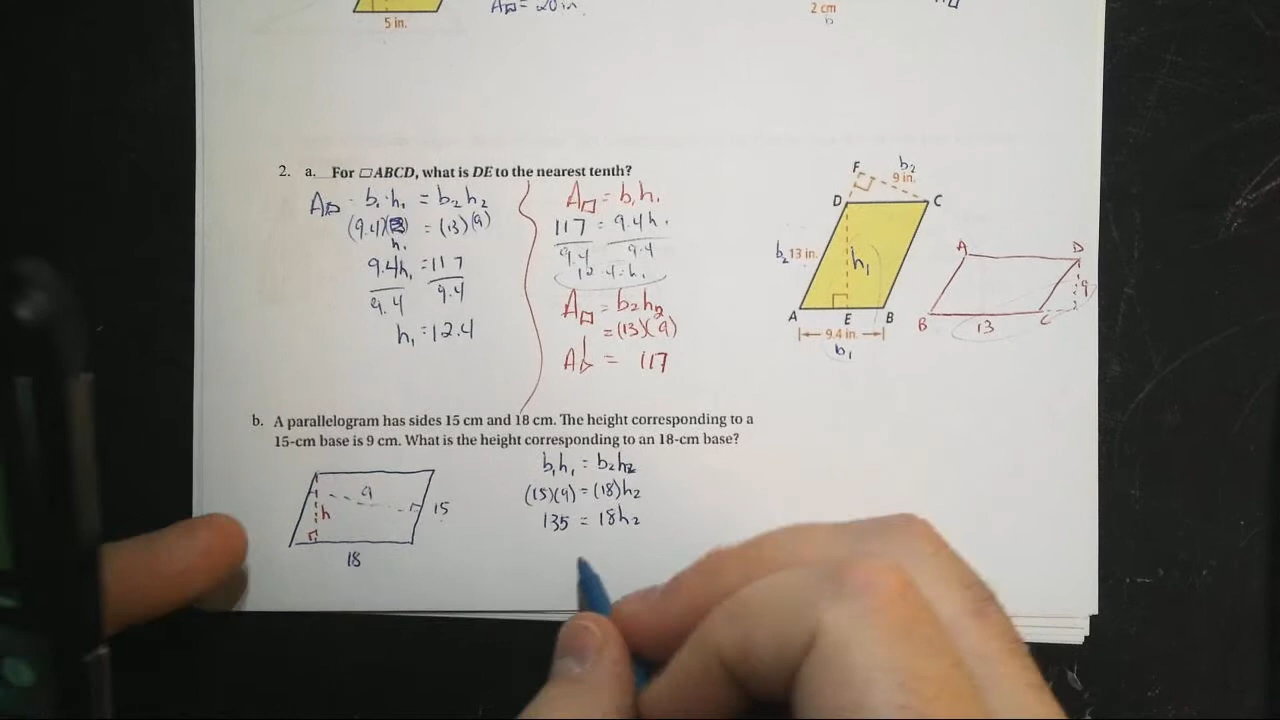 5 in.
A▱ = 20 in
2 cm
b
2. a. For ▱ABCD, what is DE to the nearest tenth?
A▱ = b₁·h₁ = b₂h₂
(9.4)( ) = (13)(9)
h₁
9.4h₁ = 117
9.4 9.4
h₁ = 12.4
A▱ = b₁h₁
117 = 9.4h₁
9.4 9.4
12.4 = h₁
A▱ = b₂h₂
= (13)(9)
A▱ = 117
F b₂
9 in.
D C
b₂ 13 in. h₁
A E B
9.4 in.
b₁
A D
9
B 13 C
b. A parallelogram has sides 15 cm and 18 cm. The height corresponding to a
15-cm base is 9 cm. What is the height corresponding to an 18-cm base?
b₁h₁ = b₂h₂
(15)(9) = (18)h₂
135 = 18h₂
9
h 15
18